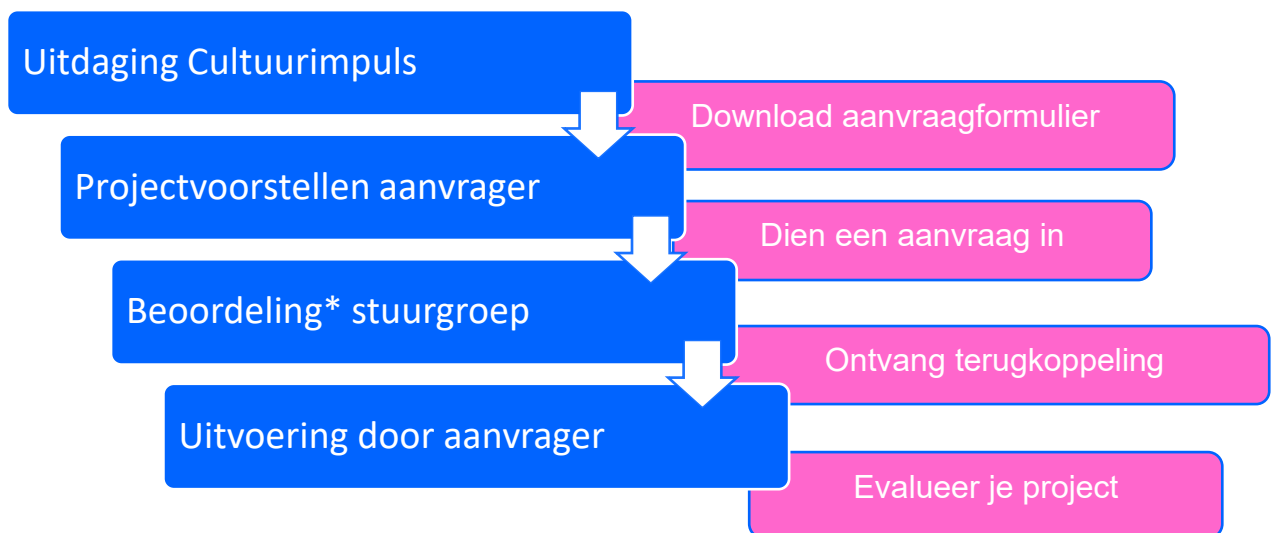 Uitdaging Cultuurimpuls
Download aanvraagformulier
Projectvoorstellen aanvrager
Dien een aanvraag in
Beoordeling* stuurgroep
Ontvang terugkoppeling
Uitvoering door aanvrager
Evalueer je project